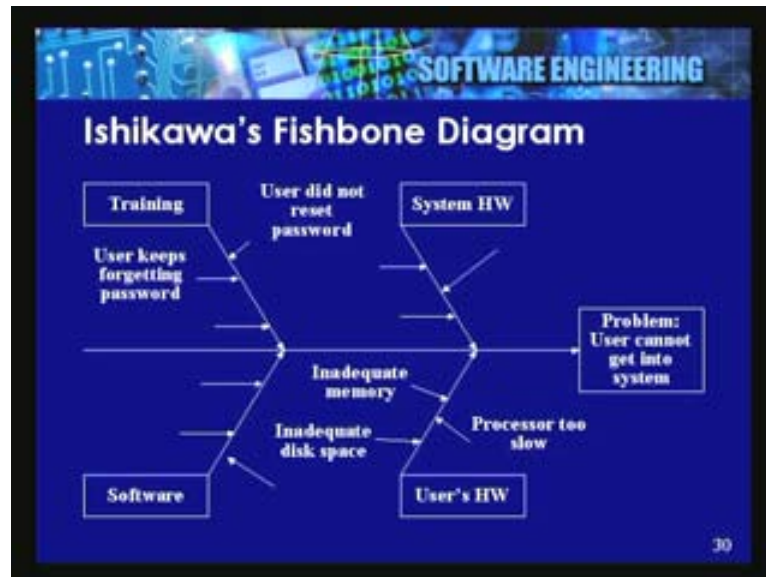 SOFTWARE ENGINEERING
Ishikawa's Fishbone Diagram
Training
User did not
reset
password
System HW
User keeps
forgetting
password
Problem:
User cannot
get into
system
Inadequate
memory
Inadequate
disk space
Processor too
slow
Software
User's HW
30